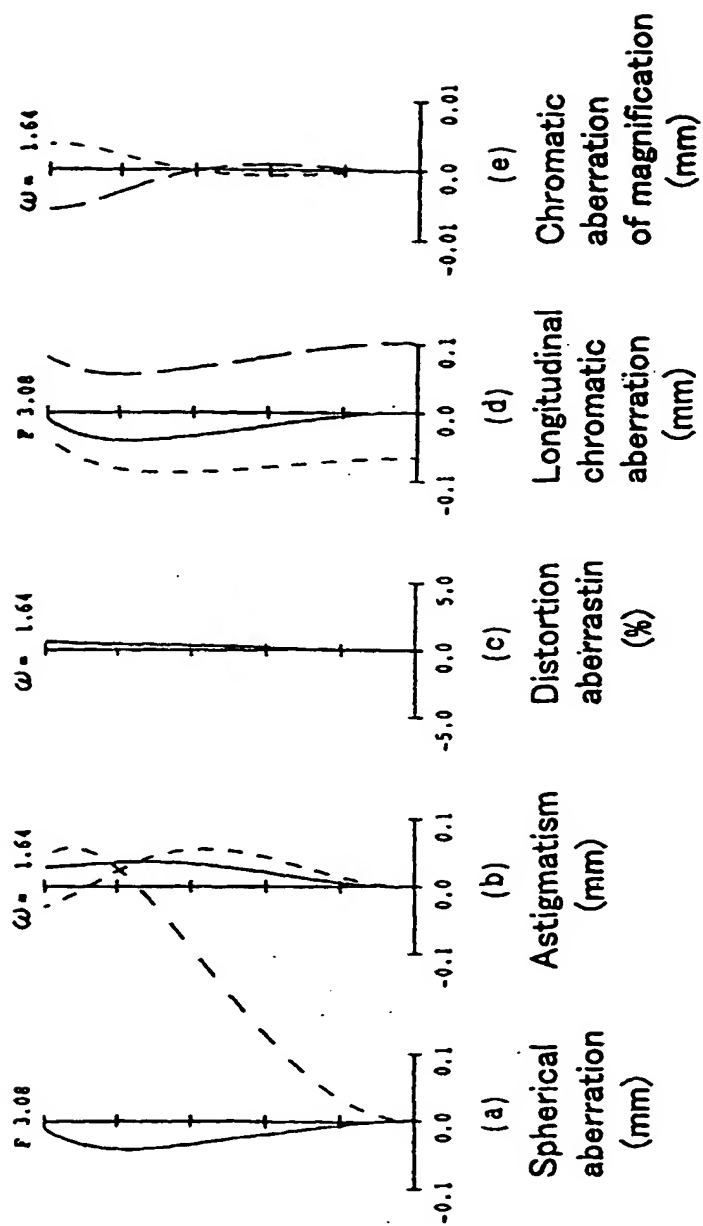 F 3.08
-0.1 0.0 0.1
(a)
Spherical
aberration
(mm)
ω= 1.64
-0.1 0.0 0.1
(b)
Astigmatism
(mm)
ω= 1.64
-5.0 0.0 5.0
(c)
Distortion
aberrastin
(%)
F 3.08
-0.1 0.0 0.1
(d)
Longitudinal
chromatic
aberration
(mm)
ω= 1.64
-0.01 0.0 0.01
(e)
Chromatic
aberration
of magnification
(mm)